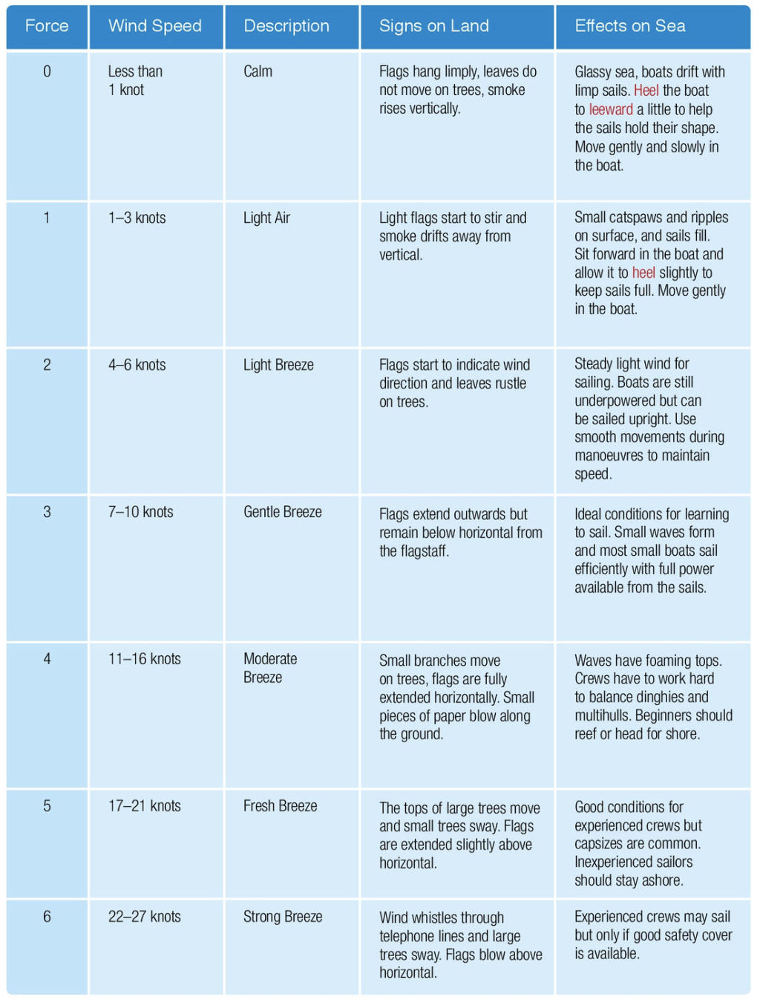 Force Wind Speed Description Signs on Land Effects on Sea
0
Less than
1 knot
Calm
Flags hang limply, leaves do
not move on trees, smoke
rises vertically.
Glassy sea, boats drift with
limp sails. Heel the boat
to leeward a little to help
the sails hold their shape.
Move gently and slowly in
the boat.
1
1–3 knots
Light Air
Light flags start to stir and
smoke drifts away from
vertical.
Small catspaws and ripples
on surface, and sails fill.
Sit forward in the boat and
allow it to heel slightly to
keep sails full. Move gently
in the boat.
2
4–6 knots
Light Breeze
Flags start to indicate wind
direction and leaves rustle
on trees.
Steady light wind for
sailing. Boats are still
underpowered but can
be sailed upright. Use
smooth movements during
manoeuvres to maintain
speed.
3
7–10 knots
Gentle Breeze
Flags extend outwards but
remain below horizontal from
the flagstaff.
Ideal conditions for learning
to sail. Small waves form
and most small boats sail
efficiently with full power
available from the sails.
4
11–16 knots
Moderate
Breeze
Small branches move
on trees, flags are fully
extended horizontally. Small
pieces of paper blow along
the ground.
Waves have foaming tops.
Crews have to work hard
to balance dinghies and
multihulls. Beginners should
reef or head for shore.
5
17–21 knots
Fresh Breeze
The tops of large trees move
and small trees sway. Flags
are extended slightly above
horizontal.
Good conditions for
experienced crews but
capsizes are common.
Inexperienced sailors
should stay ashore.
6
22–27 knots
Strong Breeze
Wind whistles through
telephone lines and large
trees sway. Flags blow above
horizontal.
Experienced crews may sail
but only if good safety cover
is available.